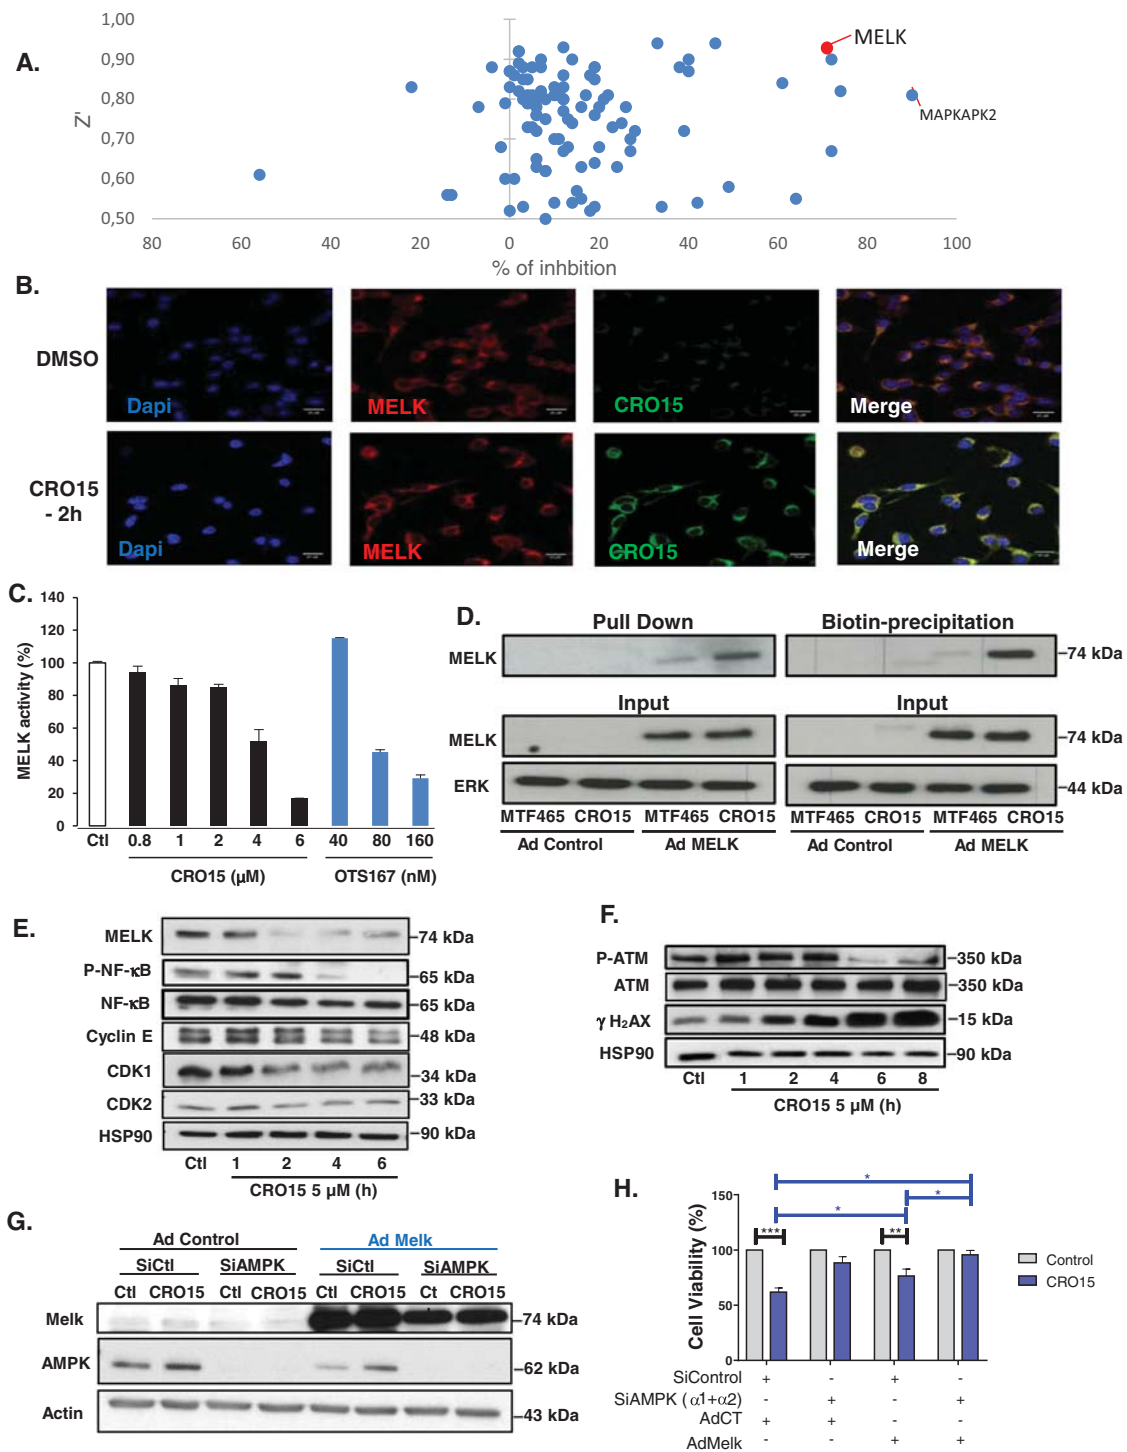 A.
1,00
0,90
0,80
0,70
0,60
0,50
Z'
MELK
MAPKAPK2
80 60 40 20 0 20 40 60 80 100
% of inhbition
B.
DMSO
Dapi MELK CRO15 Merge
CRO15
- 2h
Dapi MELK CRO15 Merge
C.
MELK activity (%)
140
120
100
80
60
40
20
0
Ctl 0.8 1 2 4 6 40 80 160
CRO15 (µM) OTS167 (nM)
D.
Pull Down Biotin-precipitation
MELK 74 kDa
Input Input
MELK 74 kDa
ERK 44 kDa
MTF465 CRO15 MTF465 CRO15 MTF465 CRO15 MTF465 CRO15
Ad Control Ad MELK Ad Control Ad MELK
E.
MELK 74 kDa
P-NF-κB 65 kDa
NF-κB 65 kDa
Cyclin E 48 kDa
CDK1 34 kDa
CDK2 33 kDa
HSP90 90 kDa
Ctl 1 2 4 6
CRO15 5 µM (h)
F.
P-ATM 350 kDa
ATM 350 kDa
γ H₂AX 15 kDa
HSP90 90 kDa
Ctl 1 2 4 6 8
CRO15 5 µM (h)
G.
Ad Control Ad Melk
SiCtl SiAMPK SiCtl SiAMPK
Ctl CRO15 Ctl CRO15 Ctl CRO15 Ct CRO15
Melk 74 kDa
AMPK 62 kDa
Actin 43 kDa
H.
Cell Viability (%)
150
100
50
0
*
*
*
*** **
Control
CRO15
SiControl + - + -
SiAMPK (α1+α2) - + - +
AdCT + + - -
AdMelk - - + +